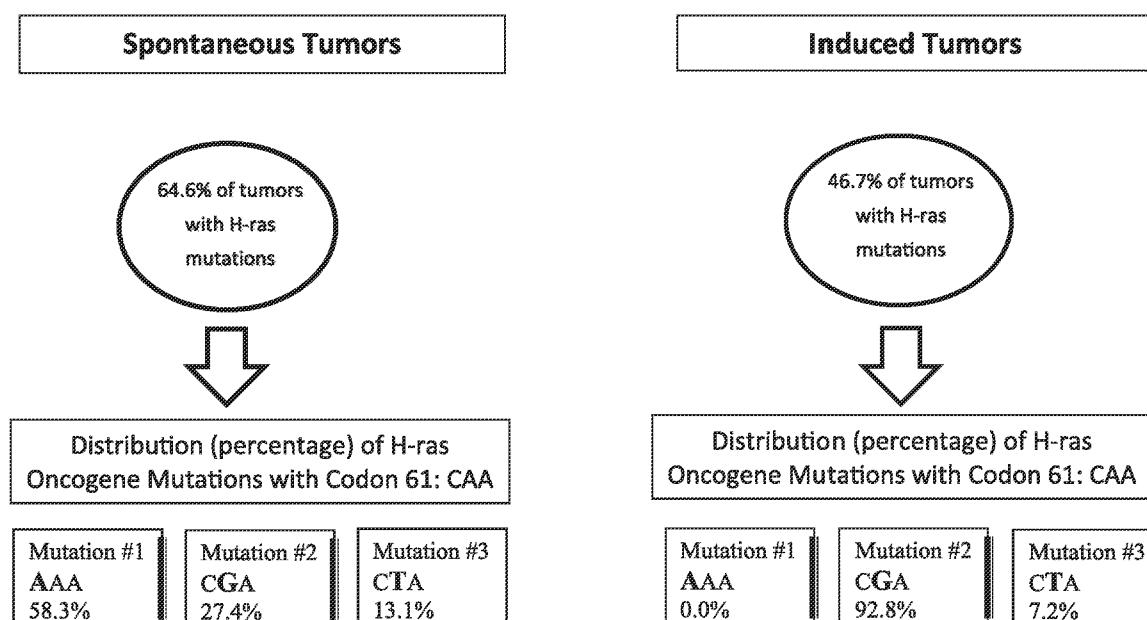 Spontaneous Tumors
64.6% of tumors
with H-ras
mutations
Distribution (percentage) of H-ras
Oncogene Mutations with Codon 61: CAA
Mutation #1
AAA
58.3%
Mutation #2
CGA
27.4%
Mutation #3
CTA
13.1%
Induced Tumors
46.7% of tumors
with H-ras
mutations
Distribution (percentage) of H-ras
Oncogene Mutations with Codon 61: CAA
Mutation #1
AAA
0.0%
Mutation #2
CGA
92.8%
Mutation #3
CTA
7.2%